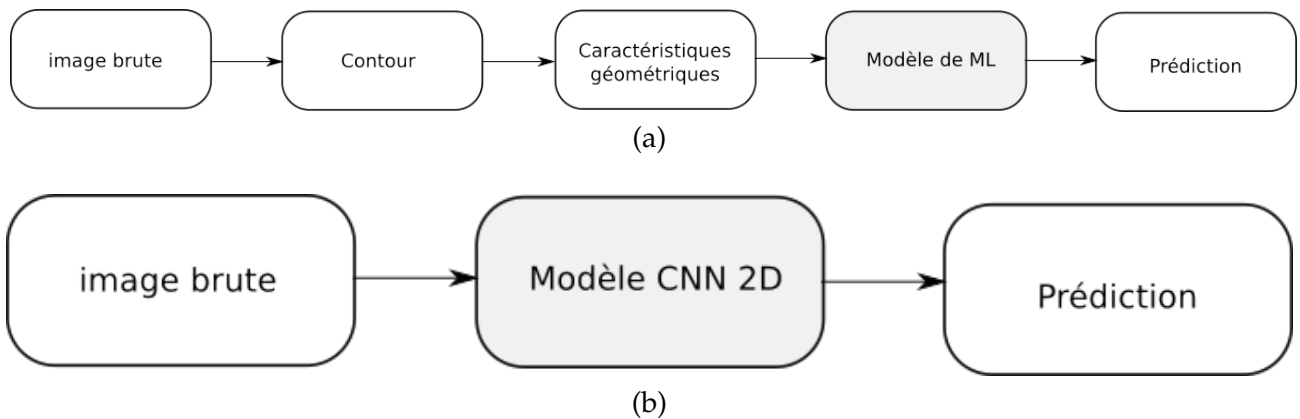 image brute
Contour
Caractéristiques
géométriques
Modèle de ML
Prédiction
(a)
image brute
Modèle CNN 2D
Prédiction
(b)